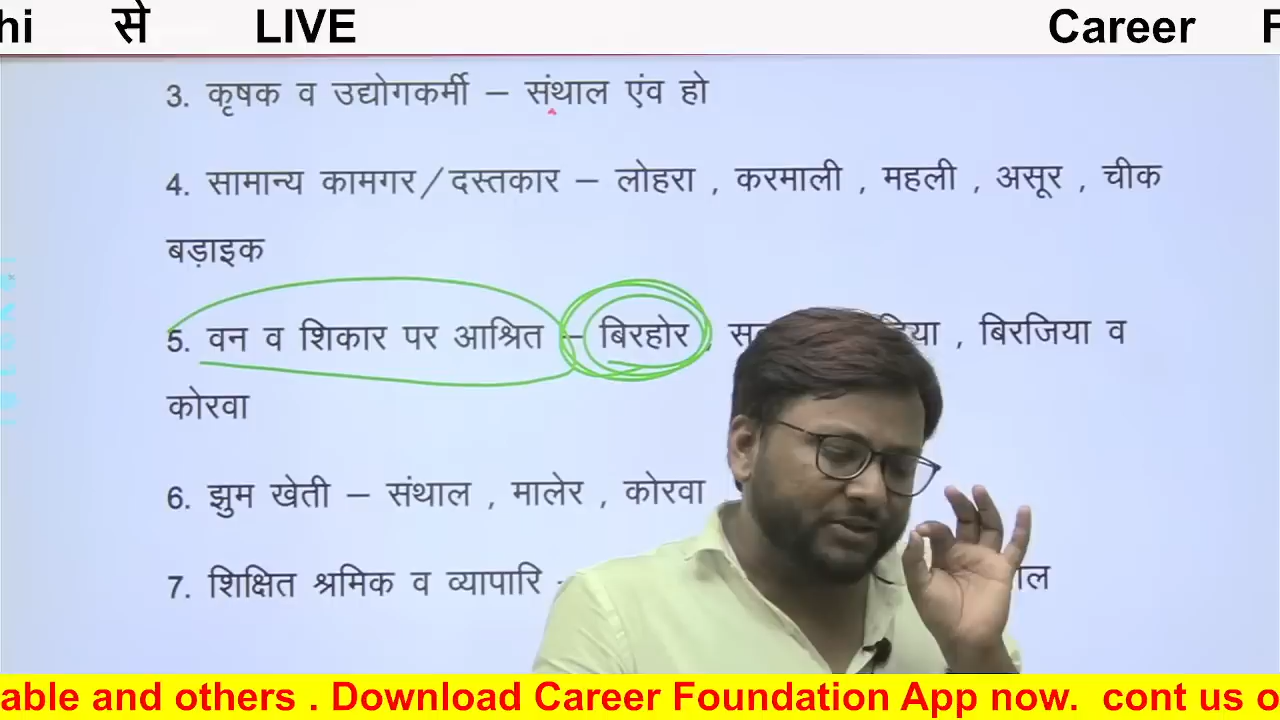 hi से LIVE Career F
3. कृषक व उद्योगकर्मी – संथाल एंव हो
4. सामान्य कामगर/दस्तकार – लोहरा , करमाली , महली , असूर , चीक
बड़ाइक
5. वन व शिकार पर आश्रित – बिरहोर , , बिरजिया व
कोरवा
6. झुम खेती – संथाल , मालेर , कोरवा
7. शिक्षित श्रमिक व व्यापारि -
able and others . Download Career Foundation App now. cont us o